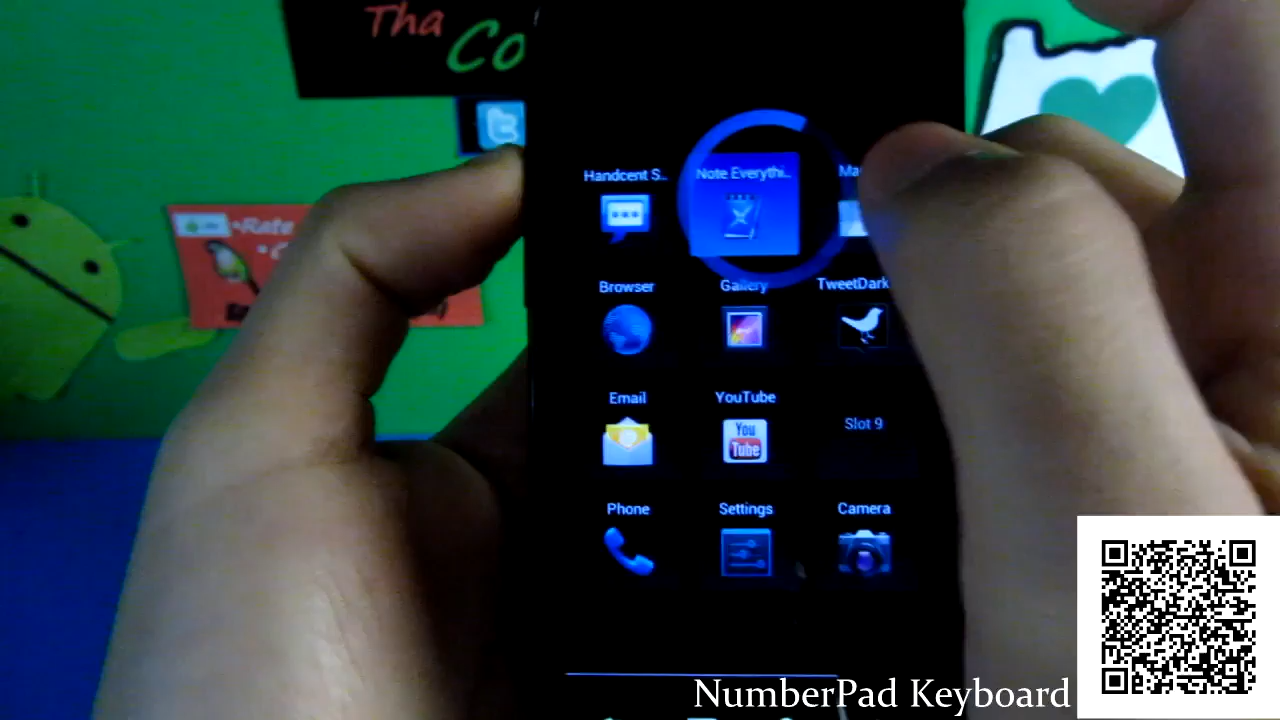 Tha
Co
•Rate
Handcent S..
Note Everythi..
Browser
Gallery
TweetDark
Email
YouTube
You
Tube
Slot 9
Phone
Settings
Camera
NumberPad Keyboard